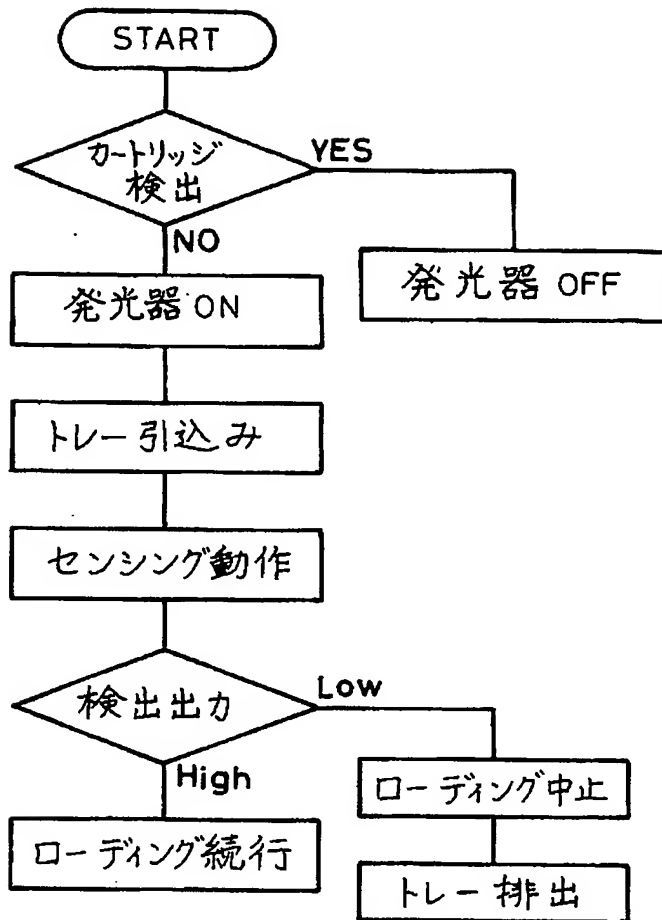 START
カートリッジ
検出
YES
NO
発光器 ON
発光器 OFF
トレー引込み
センシング動作
検出出力
Low
High
ローディング中止
ローディング続行
トレー排出